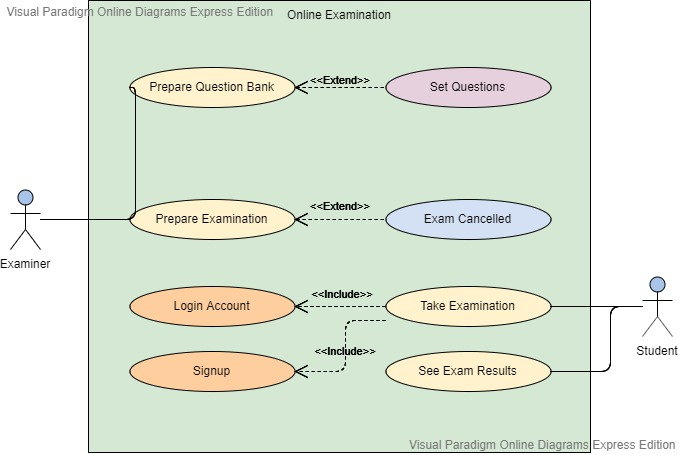 Visual Paradigm Online Diagrams Express Edition
Online Examination
Prepare Question Bank
<<Extend>>
Set Questions
Prepare Examination
<<Extend>>
Exam Cancelled
Examiner
Login Account
<<Include>>
Take Examination
Signup
<<Include>>
See Exam Results
Student
Visual Paradigm Online Diagrams Express Edition